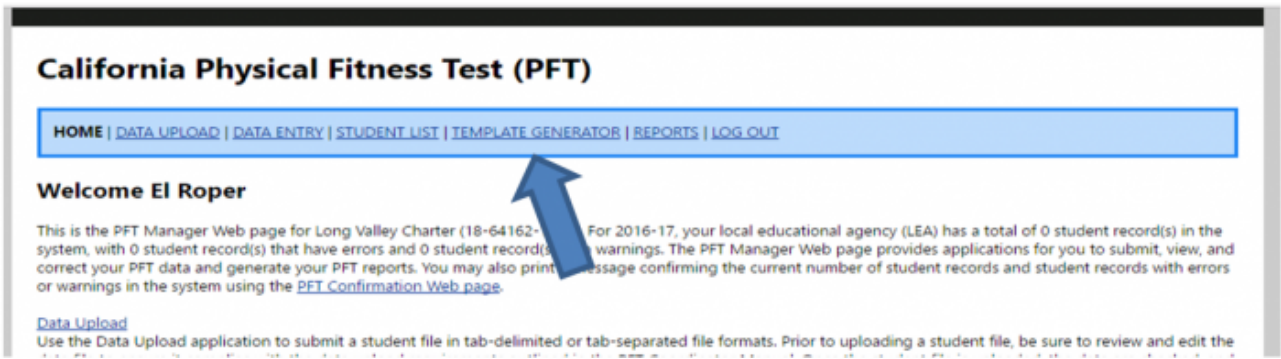 California Physical Fitness Test (PFT)
HOME | DATA UPLOAD | DATA ENTRY | STUDENT LIST | TEMPLATE GENERATOR | REPORTS | LOG OUT
Welcome El Roper
This is the PFT Manager Web page for Long Valley Charter (18-64162- For 2016-17, your local educational agency (LEA) has a total of 0 student record(s) in the
system, with 0 student record(s) that have errors and 0 student record(s) warnings. The PFT Manager Web page provides applications for you to submit, view, and
correct your PFT data and generate your PFT reports. You may also print message confirming the current number of student records and student records with errors
or warnings in the system using the PFT Confirmation Web page.
Data Upload
Use the Data Upload application to submit a student file in tab-delimited or tab-separated file formats. Prior to uploading a student file, be sure to review and edit the